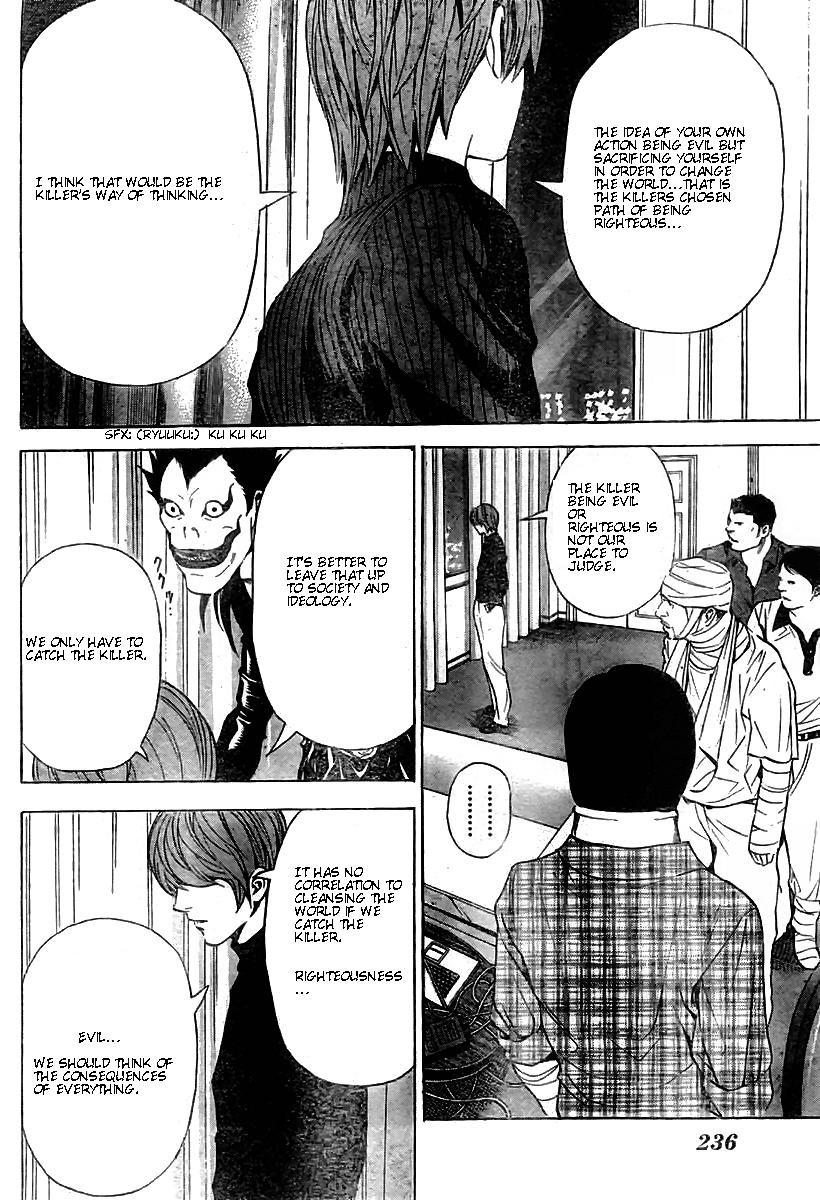 THE IDEA OF YOUR OWN
ACTION BEING EVIL BUT
SACRIFICING YOURSELF
IN ORDER TO CHANGE
THE WORLD...THAT IS
THE KILLERS CHOSEN
PATH OF BEING
RIGHTEOUS...
I THINK THAT WOULD BE THE
KILLER'S WAY OF THINKING...
SFX: (RYUUKU:) KU KU KU
THE KILLER
BEING EVIL
OR
RIGHTEOUS IS
NOT OUR
PLACE TO
JUDGE.
IT'S BETTER TO
LEAVE THAT UP
TO SOCIETY AND
IDEOLOGY.
ククク
WE ONLY HAVE TO
CATCH THE KILLER.
IT HAS NO
CORRELATION TO
CLEANSING THE
WORLD IF WE
CATCH THE
KILLER.
RIGHTEOUSNESS
...
EVIL...
WE SHOULD THINK OF
THE CONSEQUENCES
OF EVERYTHING.
236